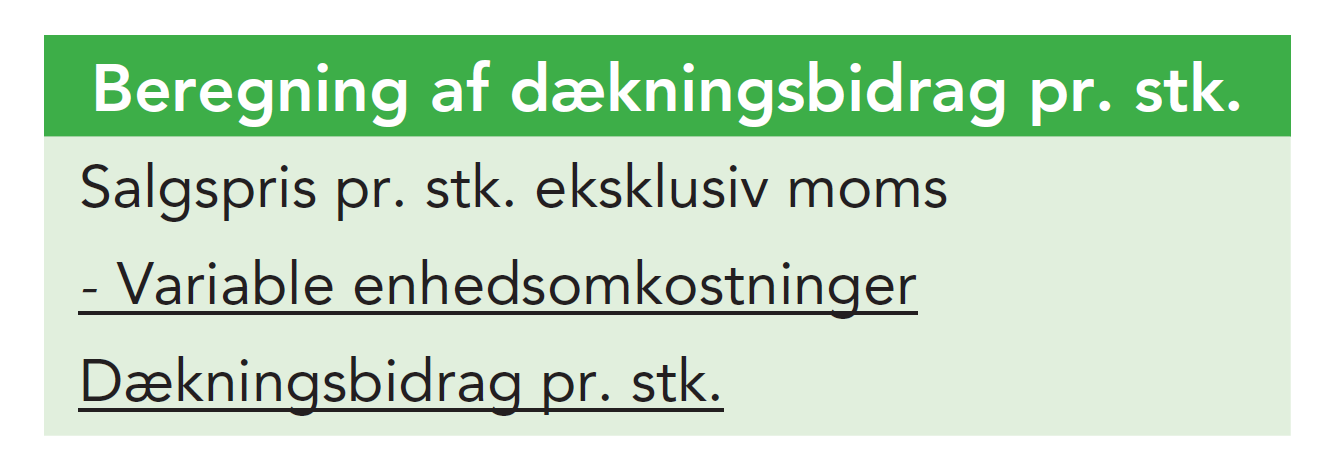 Beregning af dækningsbidrag pr. stk.
Salgspris pr. stk. eksklusiv moms
- Variable enhedsomkostninger
Dækningsbidrag pr. stk.